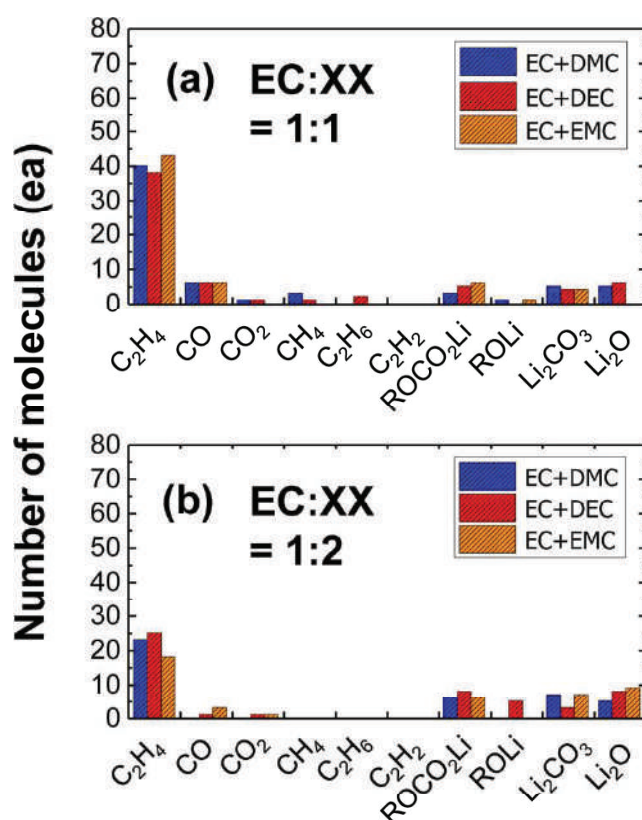 Number of molecules (ea)
80
70
60
50
40
30
20
10
0
(a) EC:XX
= 1:1
EC+DMC
EC+DEC
EC+EMC
C₂H₄
CO
CO₂
CH₄
C₂H₆
C₂H₂
ROCO₂Li
ROLi
Li₂CO₃
Li₂O
80
70
60
50
40
30
20
10
0
(b) EC:XX
= 1:2
EC+DMC
EC+DEC
EC+EMC
C₂H₄
CO
CO₂
CH₄
C₂H₆
C₂H₂
ROCO₂Li
ROLi
Li₂CO₃
Li₂O